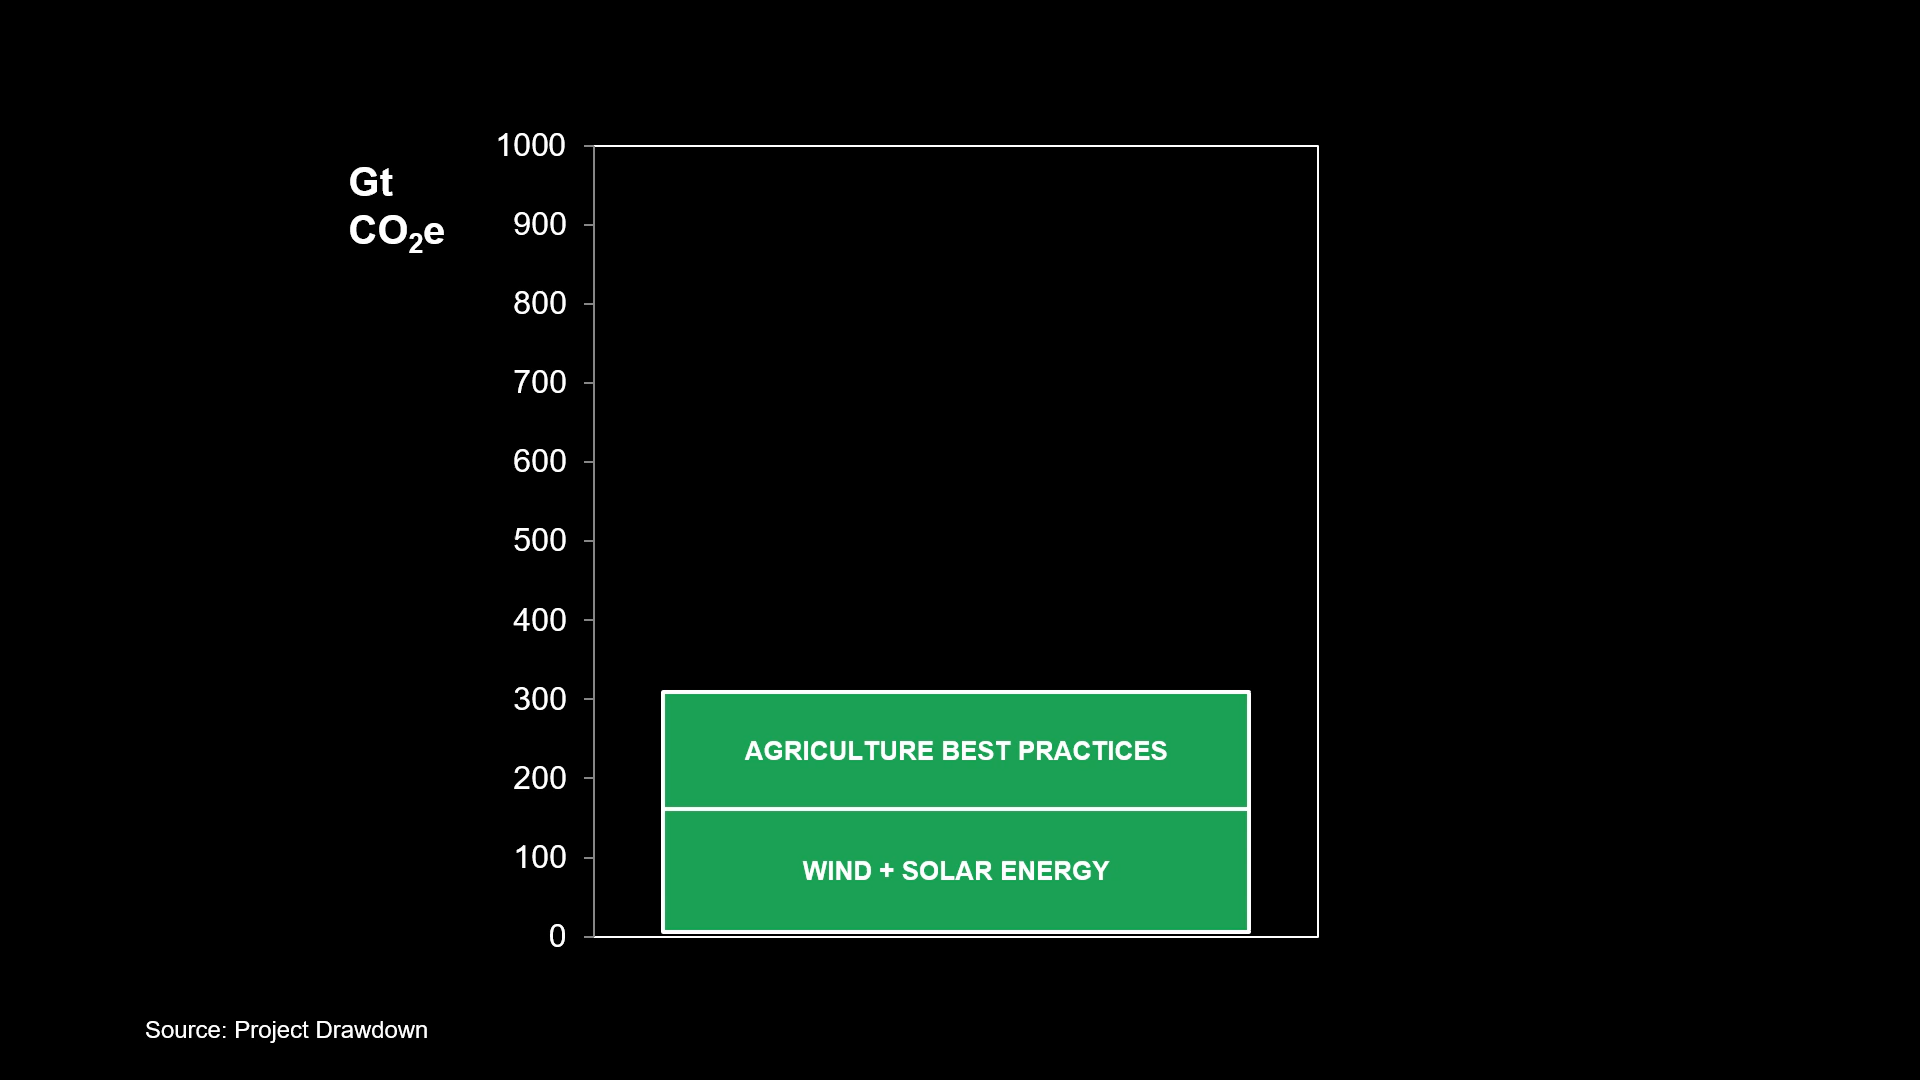 Gt
CO₂e
1000
900
800
700
600
500
400
300
200
100
0
AGRICULTURE BEST PRACTICES
WIND + SOLAR ENERGY
Source: Project Drawdown